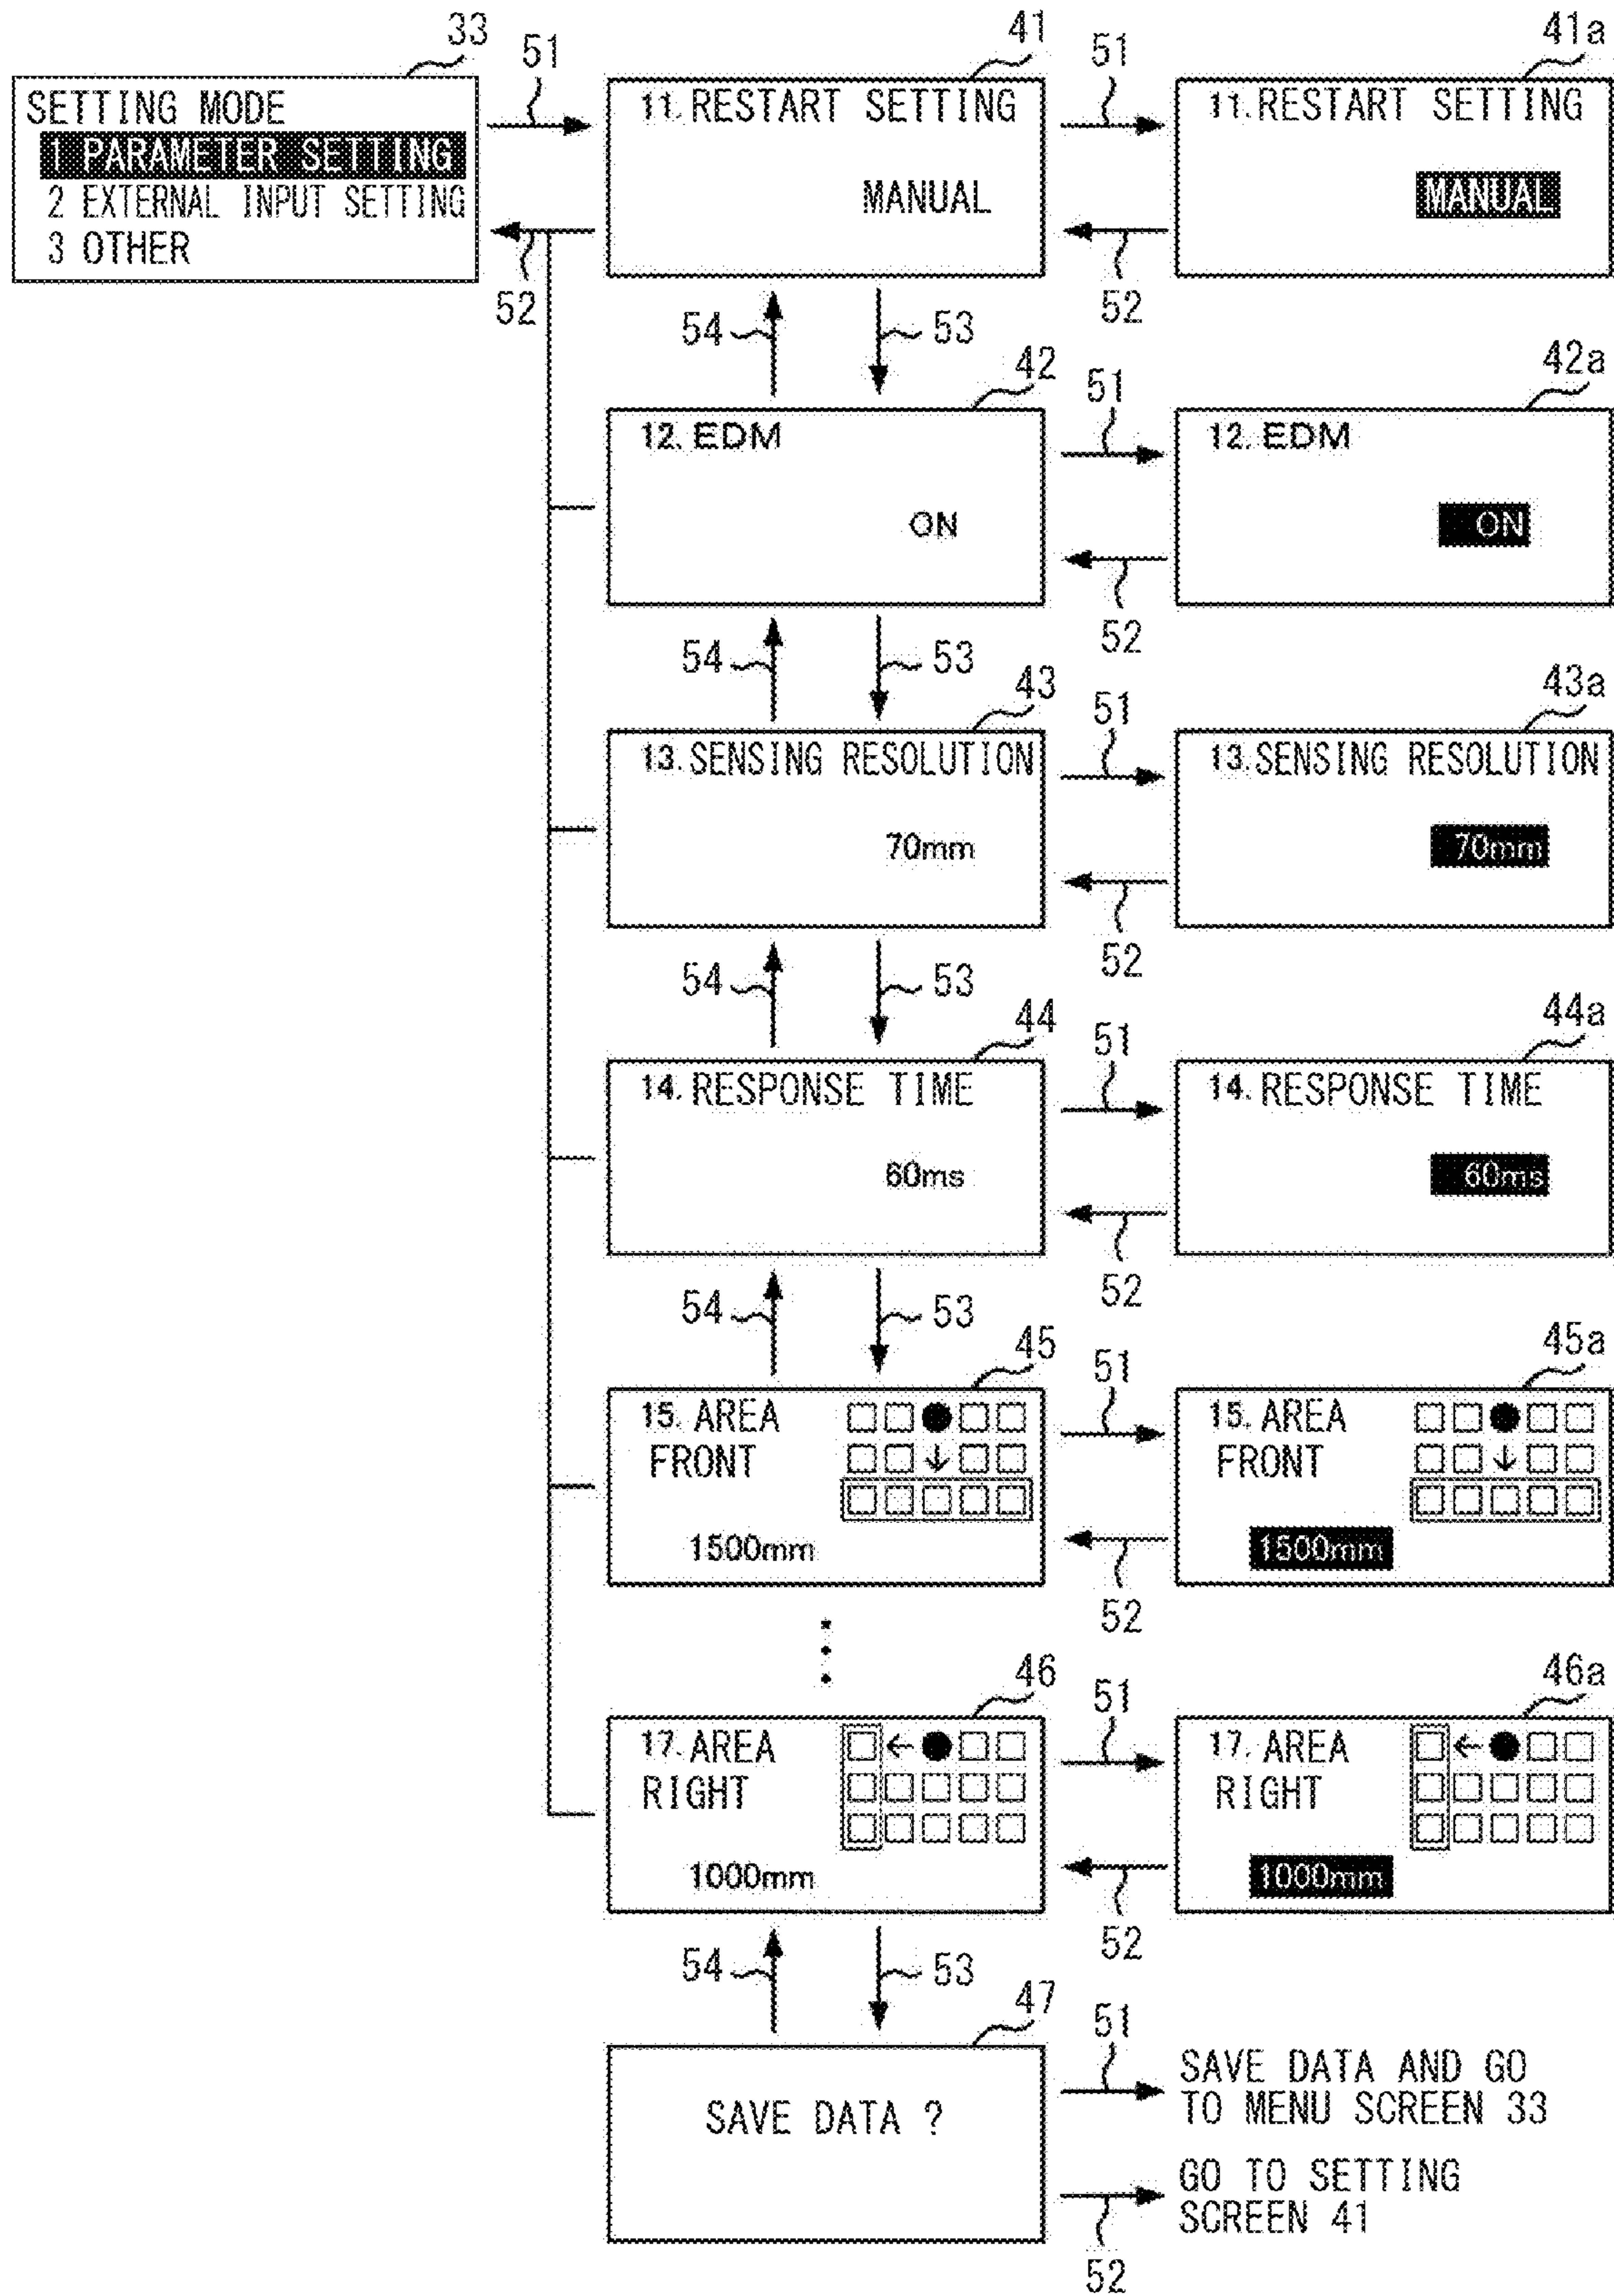 33
51
41
51
41a
SETTING MODE
1 PARAMETER SETTING
2 EXTERNAL INPUT SETTING
3 OTHER
11. RESTART SETTING
MANUAL
11. RESTART SETTING
MANUAL
52
52
54
53
42
51
42a
12. EDM
ON
12. EDM
ON
52
54
53
43
51
43a
13. SENSING RESOLUTION
70mm
13. SENSING RESOLUTION
70mm
52
54
53
44
51
44a
14. RESPONSE TIME
60ms
14. RESPONSE TIME
60ms
52
54
53
45
51
45a
15. AREA
FRONT
1500mm
15. AREA
FRONT
1500mm
52
46
51
46a
17. AREA
RIGHT
1000mm
17. AREA
RIGHT
1000mm
52
54
53
47
51
SAVE DATA ?
SAVE DATA AND GO
TO MENU SCREEN 33
GO TO SETTING
SCREEN 41
52